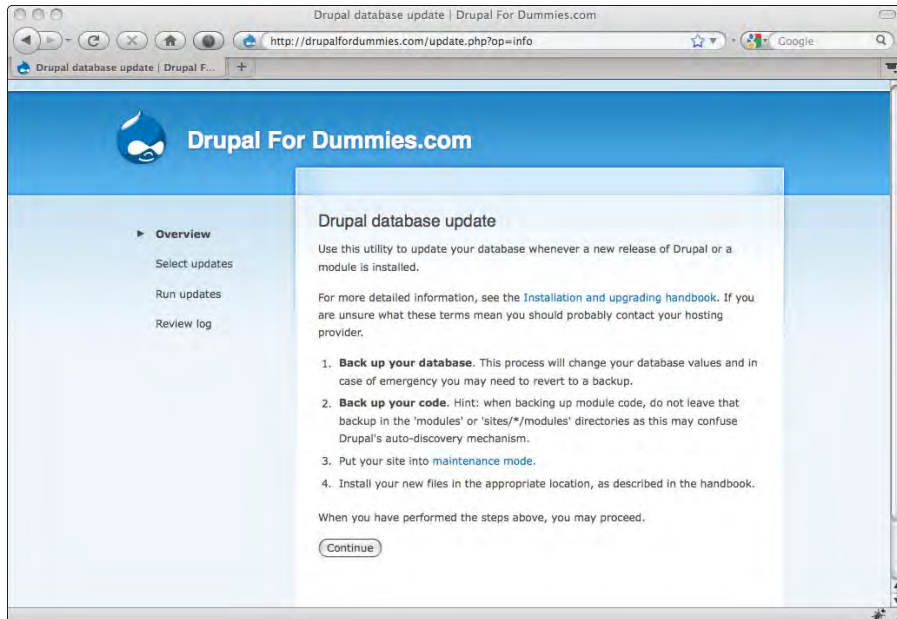 Drupal database update | Drupal For Dummies.com
http://drupalfordummies.com/update.php?op=info
Google
Drupal database update | Drupal F...
+
Drupal For Dummies.com
Overview
Select updates
Run updates
Review log
Drupal database update
Use this utility to update your database whenever a new release of Drupal or a
module is installed.
For more detailed information, see the Installation and upgrading handbook. If you
are unsure what these terms mean you should probably contact your hosting
provider.
1. Back up your database. This process will change your database values and in
case of emergency you may need to revert to a backup.
2. Back up your code. Hint: when backing up module code, do not leave that
backup in the 'modules' or 'sites/*/modules' directories as this may confuse
Drupal's auto-discovery mechanism.
3. Put your site into maintenance mode.
4. Install your new files in the appropriate location, as described in the handbook.
When you have performed the steps above, you may proceed.
Continue